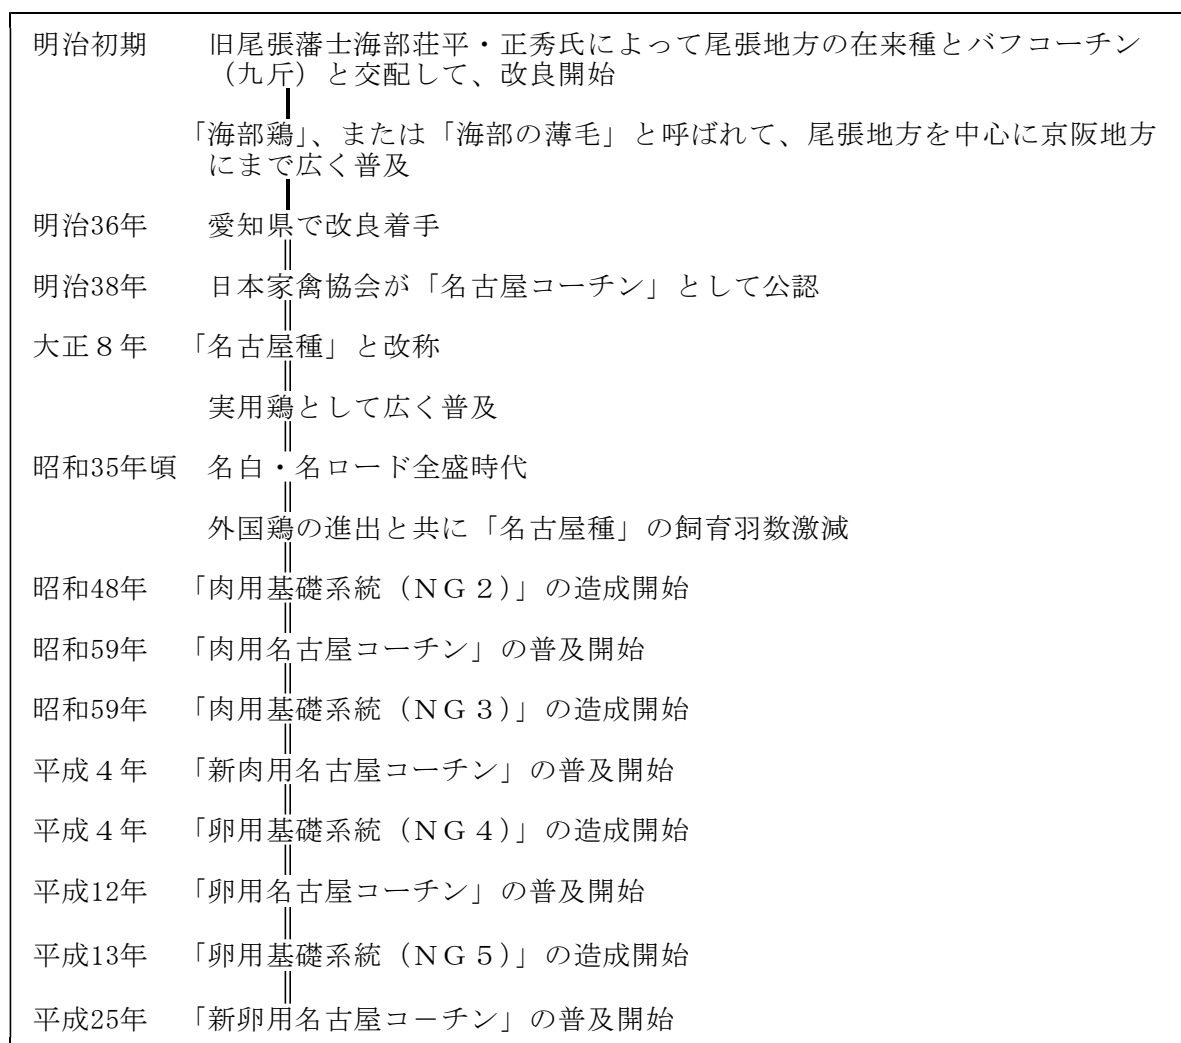 明治初期　　旧尾張藩士海部荘平・正秀氏によって尾張地方の在来種とバフコーチン
（九斤）と交配して、改良開始
「海部鶏」、または「海部の薄毛」と呼ばれて、尾張地方を中心に京阪地方
にまで広く普及
明治36年　　愛知県で改良着手
明治38年　　日本家禽協会が「名古屋コーチン」として公認
大正８年　「名古屋種」と改称
実用鶏として広く普及
昭和35年頃　名白・名ロード全盛時代
外国鶏の進出と共に「名古屋種」の飼育羽数激減
昭和48年　「肉用基礎系統（ＮＧ２）」の造成開始
昭和59年　「肉用名古屋コーチン」の普及開始
昭和59年　「肉用基礎系統（ＮＧ３）」の造成開始
平成４年　「新肉用名古屋コーチン」の普及開始
平成４年　「卵用基礎系統（ＮＧ４）」の造成開始
平成12年　「卵用名古屋コーチン」の普及開始
平成13年　「卵用基礎系統（ＮＧ５）」の造成開始
平成25年　「新卵用名古屋コ－チン」の普及開始